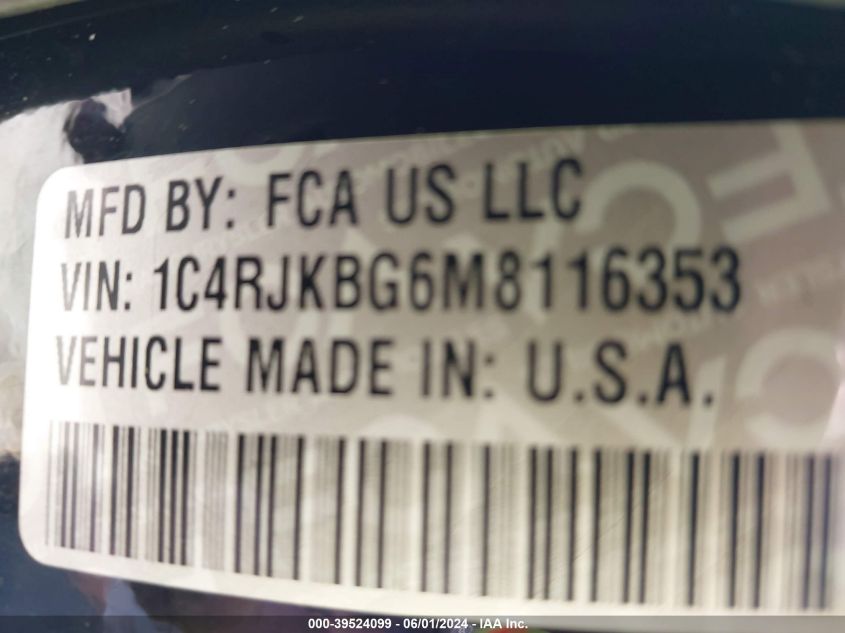 MFD BY: FCA US LLC
VIN: 1C4RJKBG6M8116353
VEHICLE MADE IN: U.S.A.
000-39524099 - 06/01/2024 - IAA Inc.